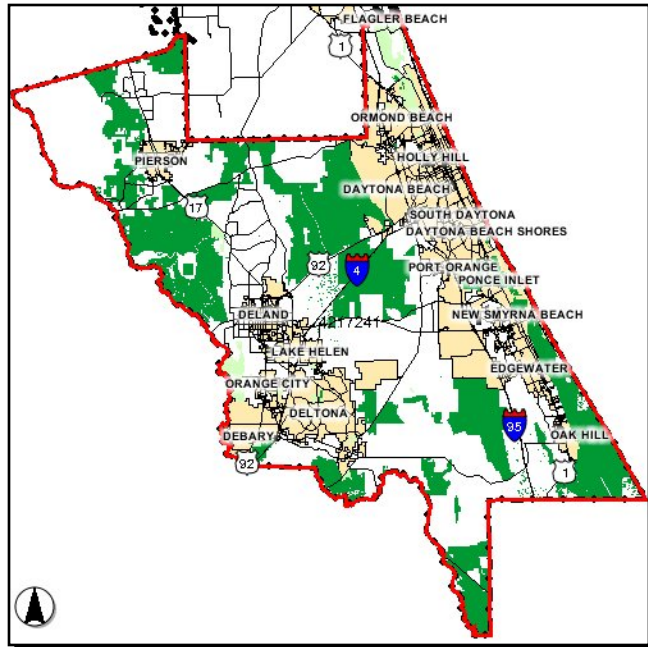 FLAGLER BEACH
1
ORMOND BEACH
HOLLY HILL
PIERSON
DAYTONA BEACH
17
SOUTH DAYTONA
DAYTONA BEACH SHORES
92
4
PORT ORANGE
PONCE INLET
DELAND
4217241
NEW SMYRNA BEACH
LAKE HELEN
EDGEWATER
ORANGE CITY
DELTONA
95
DEBARY
OAK HILL
92
1